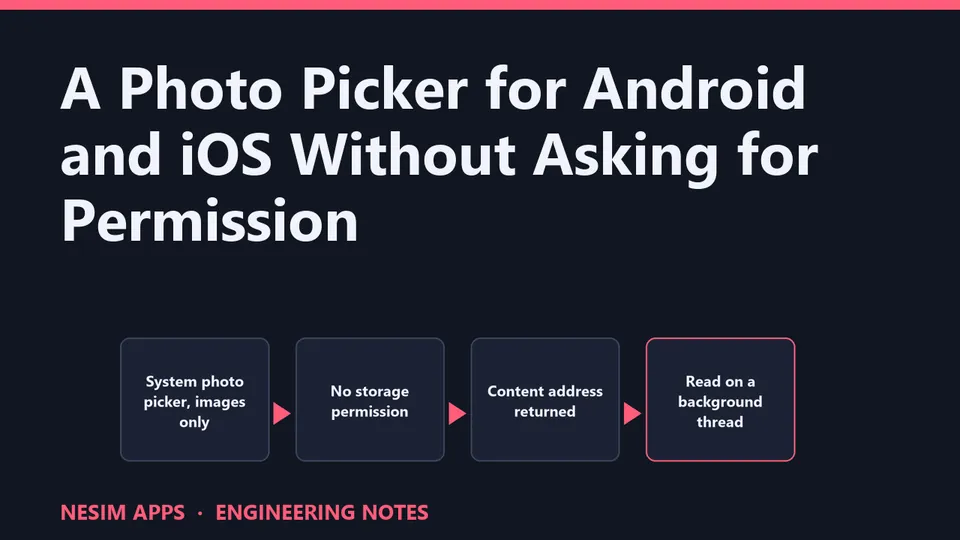 A Photo Picker for Android
and iOS Without Asking for
Permission
System photo
picker, images
only
No storage
permission
Content address
returned
Read on a
background
thread
NESIM APPS · ENGINEERING NOTES